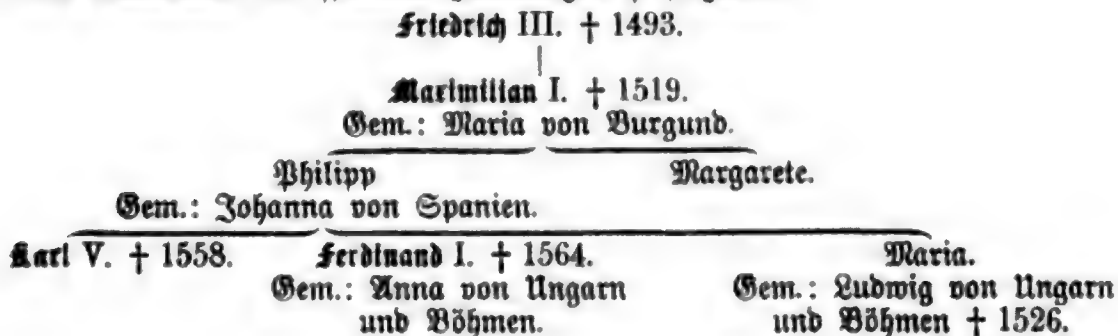 Friedrich III. † 1493.
Maximilian I. † 1519.
Gem.: Maria von Burgund.
Philipp Margarete.
Gem.: Johanna von Spanien.
Karl V. † 1558. Ferdinand I. † 1564. Maria.
Gem.: Anna von Ungarn Gem.: Ludwig von Ungarn
und Böhmen. und Böhmen † 1526.